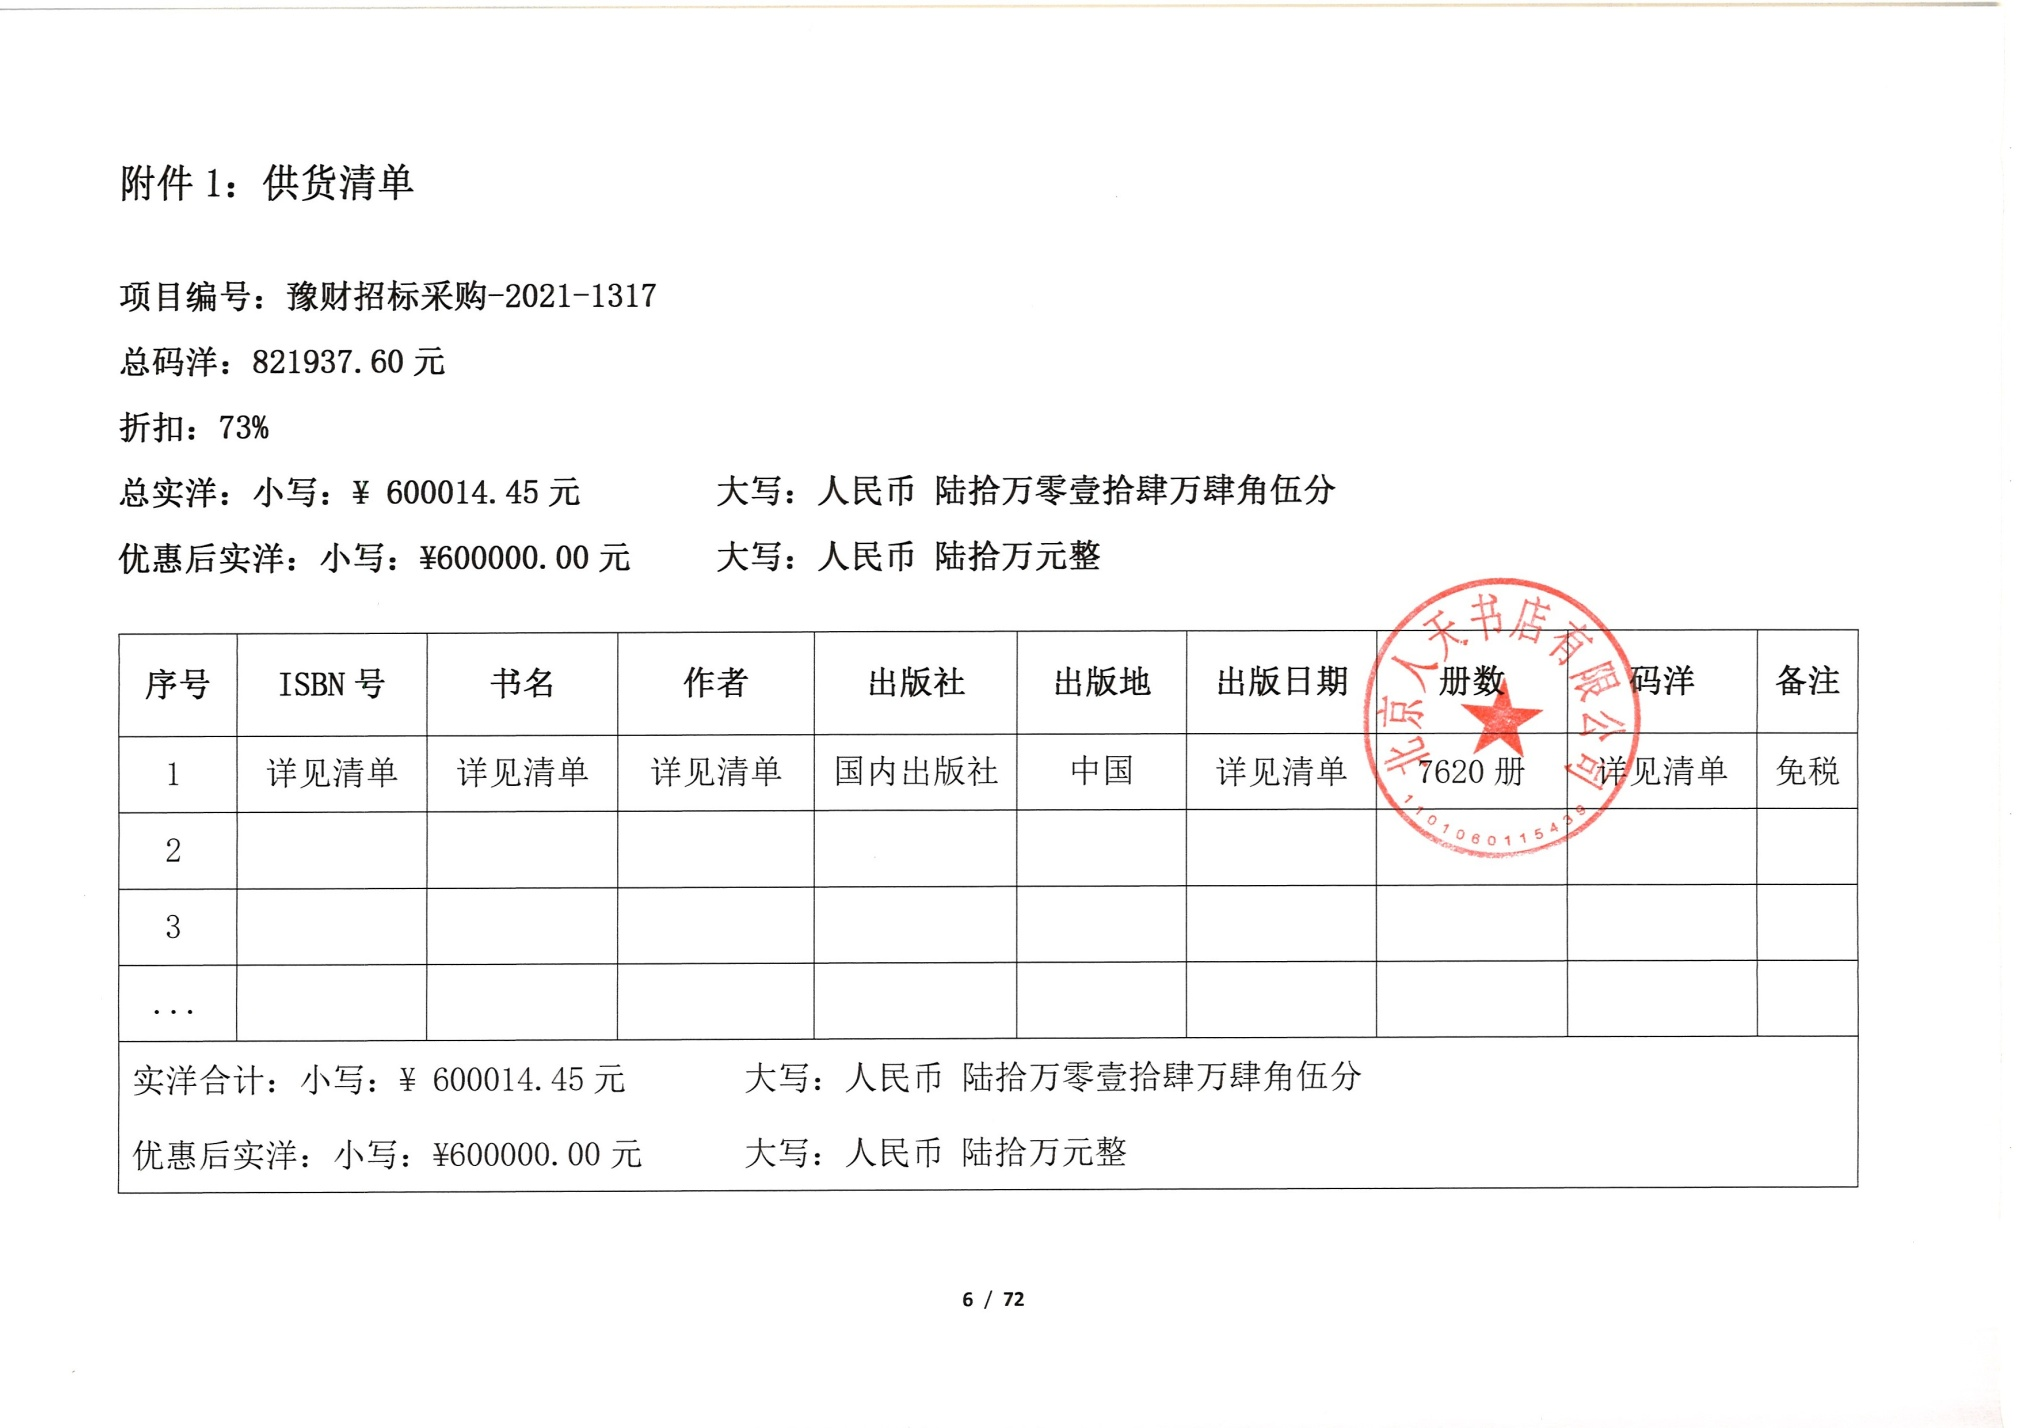 附件 1：供货清单
项目编号：豫财招标采购-2021-1317
总码洋：821937.60 元
折扣：73%
总实洋：小写：¥ 600014.45 元 大写：人民币 陆拾万零壹拾肆万肆角伍分
优惠后实洋：小写：¥600000.00 元 大写：人民币 陆拾万元整
序号 ISBN 号 书名 作者 出版社 出版地 出版日期 册数 码洋 备注
1 详见清单 详见清单 详见清单 国内出版社 中国 详见清单 7620 册 详见清单 免税
2
3
...
实洋合计：小写：¥ 600014.45 元 大写：人民币 陆拾万零壹拾肆万肆角伍分
优惠后实洋：小写：¥600000.00 元 大写：人民币 陆拾万元整
北京人天书店有限公司
1101060115439
6 / 72